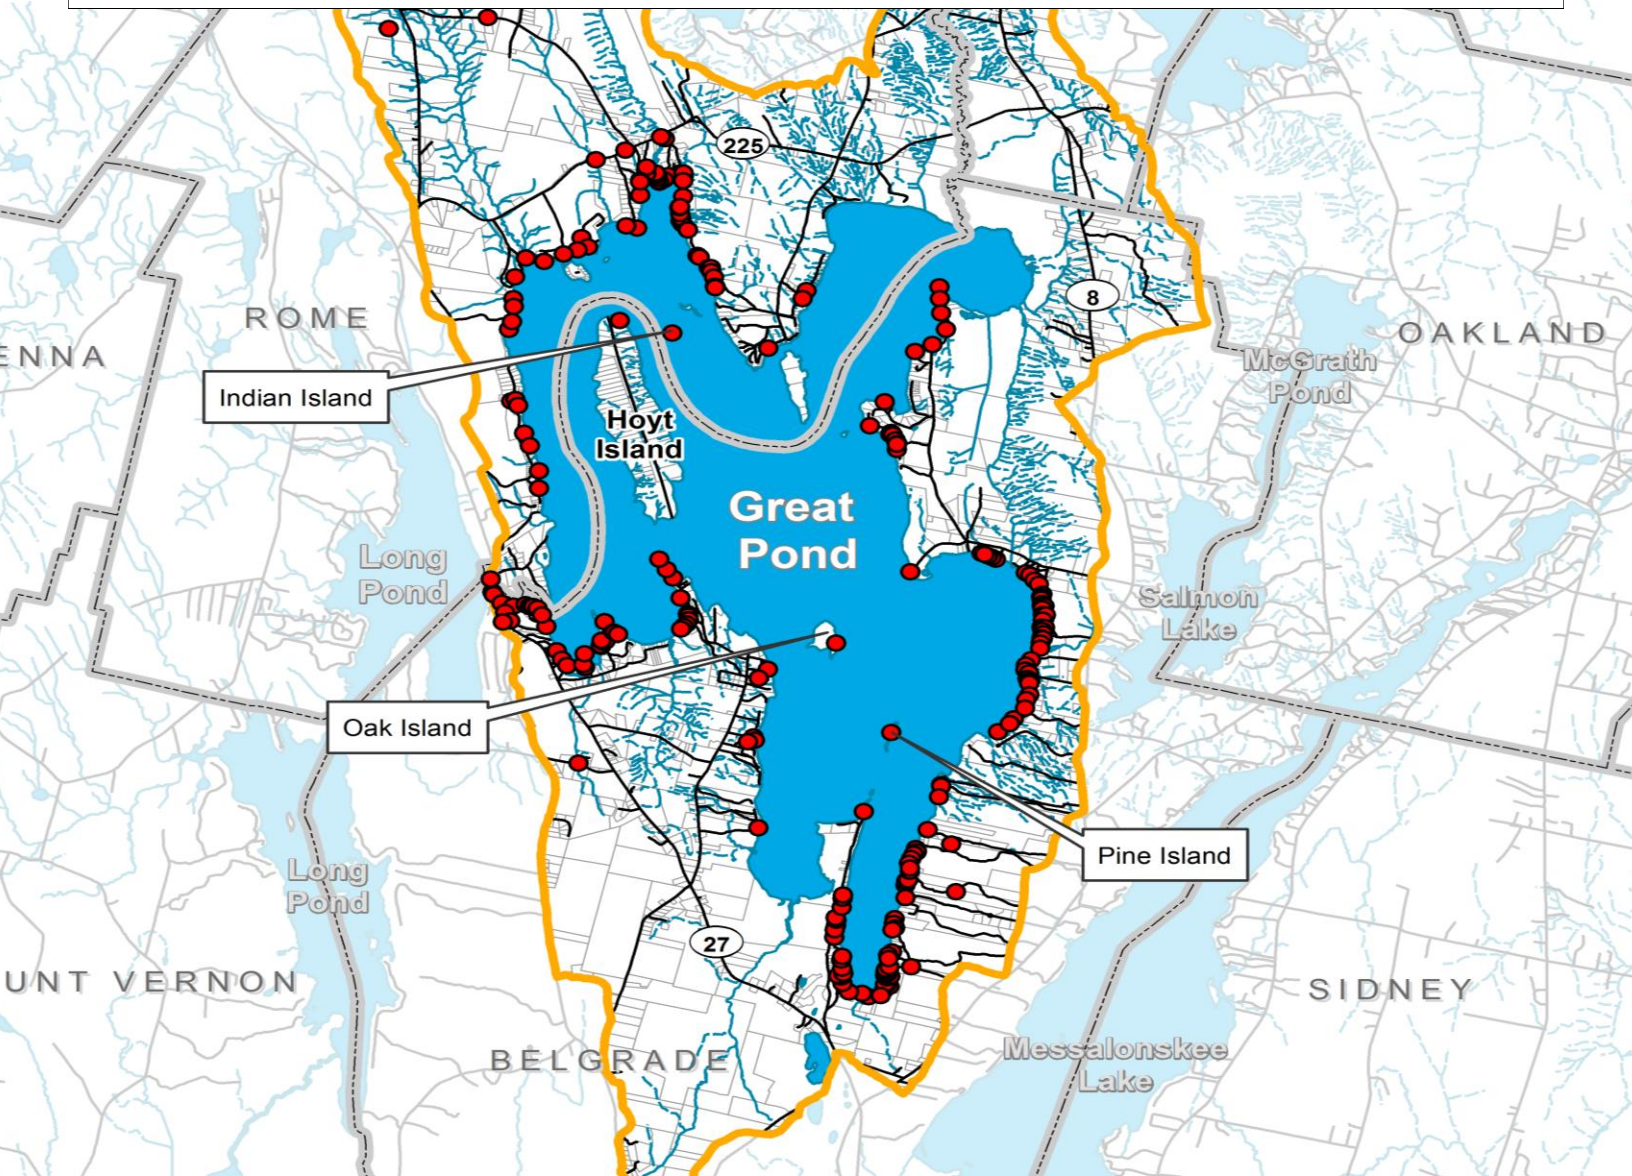 225
8
ROME
OAKLAND
ENNA
McGrath
Pond
Indian Island
Hoyt
Island
Great
Pond
Long
Pond
Salmon
Lake
Oak Island
Pine Island
Long
Pond
27
UNT VERNON
SIDNEY
BELGRADE
Messalonskee
Lake